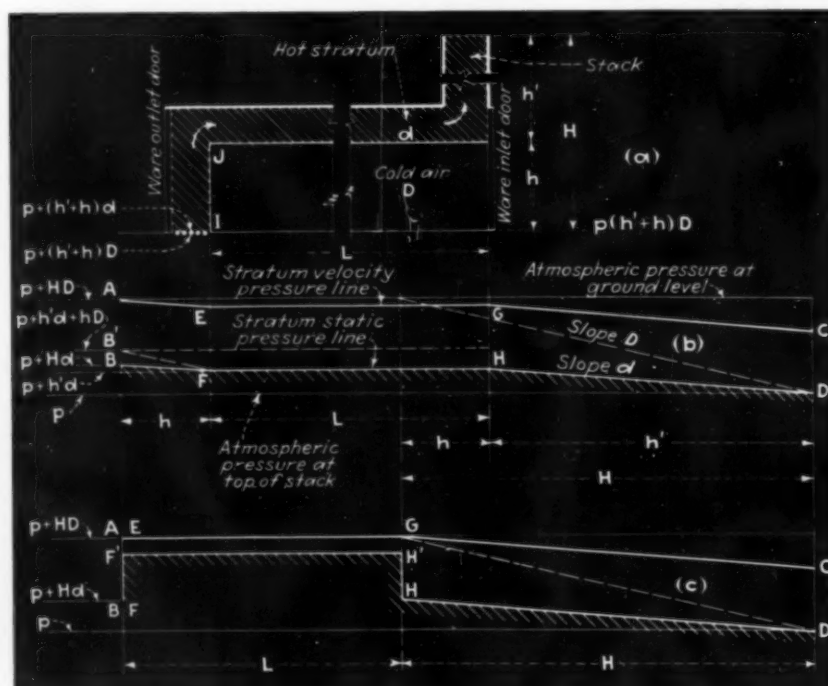 Hot stratum
Stack
Ware outlet door
Ware inlet door
h'
H
(a)
h
d
J
Cold air
D
I
p+(h'+h)d
p+(h'+h)D
p(h'+h)D
L
Stratum velocity
pressure line
Atmospheric pressure at
ground level
p+HD
A
E
G
C
p+h'd+hD
Stratum static
pressure line
Slope D
(b)
B'
p+Hd
B
F
H
Slope d
p+h'd
p
D
h
L
h
h'
Atmospheric
pressure at
top of stack
H
p+HD
A E
G
F'
H'
C
p+Hd
B F
H
(c)
p
D
L
H